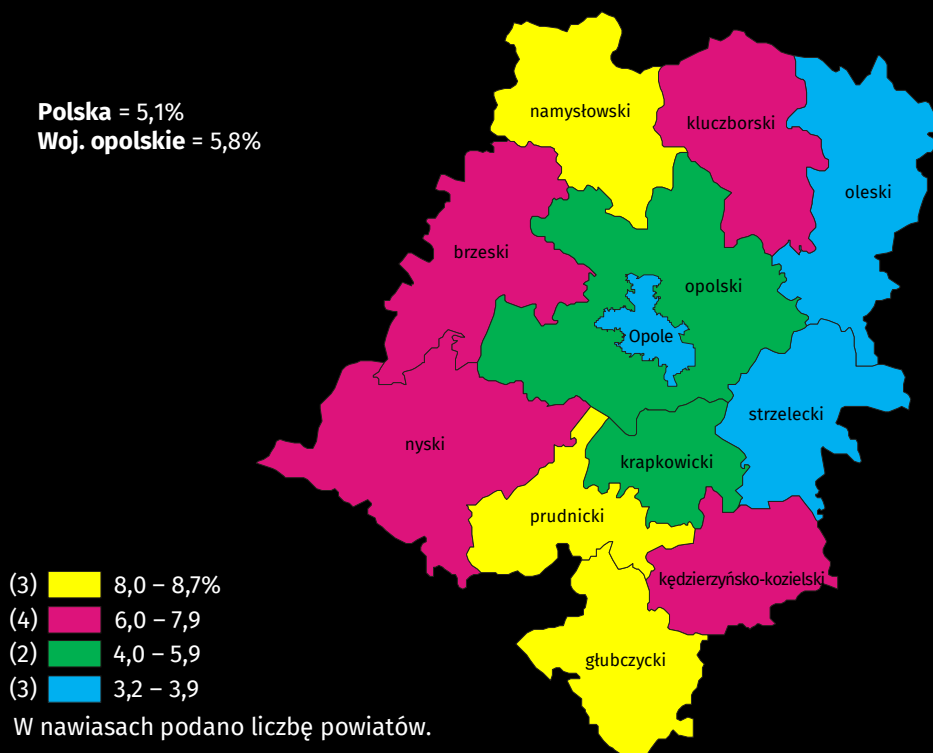 Polska = 5,1%
Woj. opolskie = 5,8%
namysłowski
kluczborski
oleski
brzeski
opolski
Opole
strzelecki
nyski
krapkowicki
prudnicki
kędzierzyńsko-kozielski
głubczycki
(3) 8,0 – 8,7%
(4) 6,0 – 7,9
(2) 4,0 – 5,9
(3) 3,2 – 3,9
W nawiasach podano liczbę powiatów.